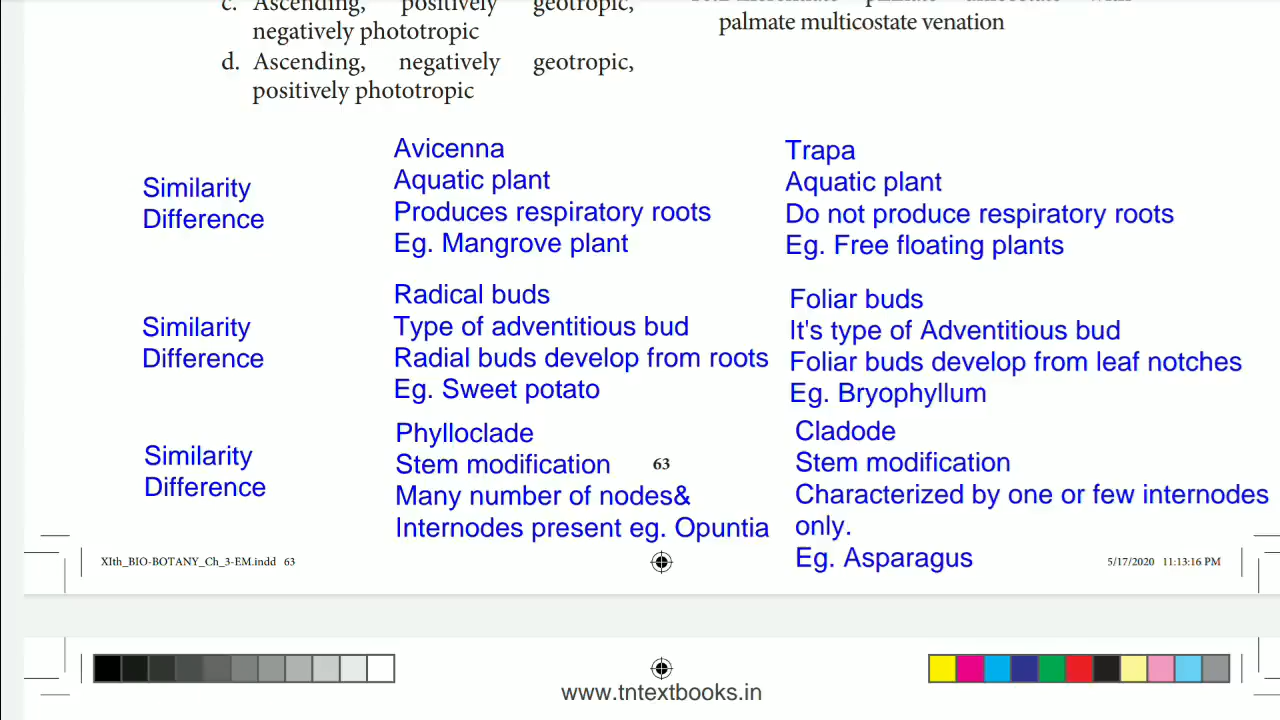 c. Ascending, positively geotropic,
negatively phototropic
d. Ascending, negatively geotropic,
positively phototropic
with
palmate multicostate venation
Similarity
Difference
Avicenna
Aquatic plant
Produces respiratory roots
Eg. Mangrove plant
Trapa
Aquatic plant
Do not produce respiratory roots
Eg. Free floating plants
Similarity
Difference
Radical buds
Type of adventitious bud
Radial buds develop from roots
Eg. Sweet potato
Foliar buds
It's type of Adventitious bud
Foliar buds develop from leaf notches
Eg. Bryophyllum
Similarity
Difference
Phylloclade
Stem modification
Many number of nodes&
Internodes present eg. Opuntia
Cladode
Stem modification
Characterized by one or few internodes
only.
Eg. Asparagus
63
XIth_BIO-BOTANY_Ch_3-EM.indd 63
5/17/2020 11:13:16 PM
www.tntextbooks.in